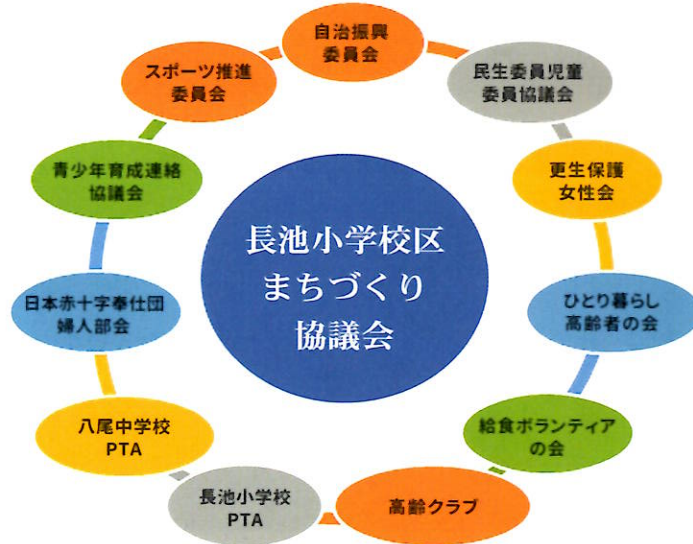 自治振興
委員会
民生委員児童
委員協議会
更生保護
女性会
ひとり暮らし
高齢者の会
給食ボランティア
の会
高齢クラブ
長池小学校
PTA
八尾中学校
PTA
日本赤十字奉仕団
婦人部会
青少年育成連絡
協議会
スポーツ推進
委員会
長池小学校区
まちづくり
協議会